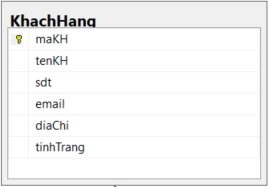 KhachHang
maKH
tenKH
sdt
email
diaChi
tinhTrang